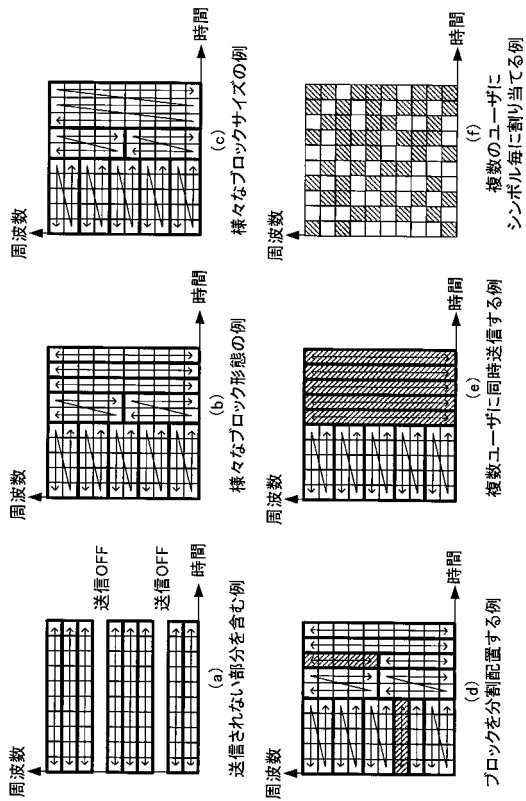 周波数
送信OFF
送信OFF
時間
(a)
送信されない部分を含む例
周波数
時間
(b)
様々なブロック形態の例
周波数
時間
(c)
様々なブロックサイズの例
周波数
時間
(d)
ブロックを分割配置する例
周波数
時間
(e)
複数ユーザに同時送信する例
周波数
時間
(f)
複数のユーザに
シンボル毎に割り当てる例